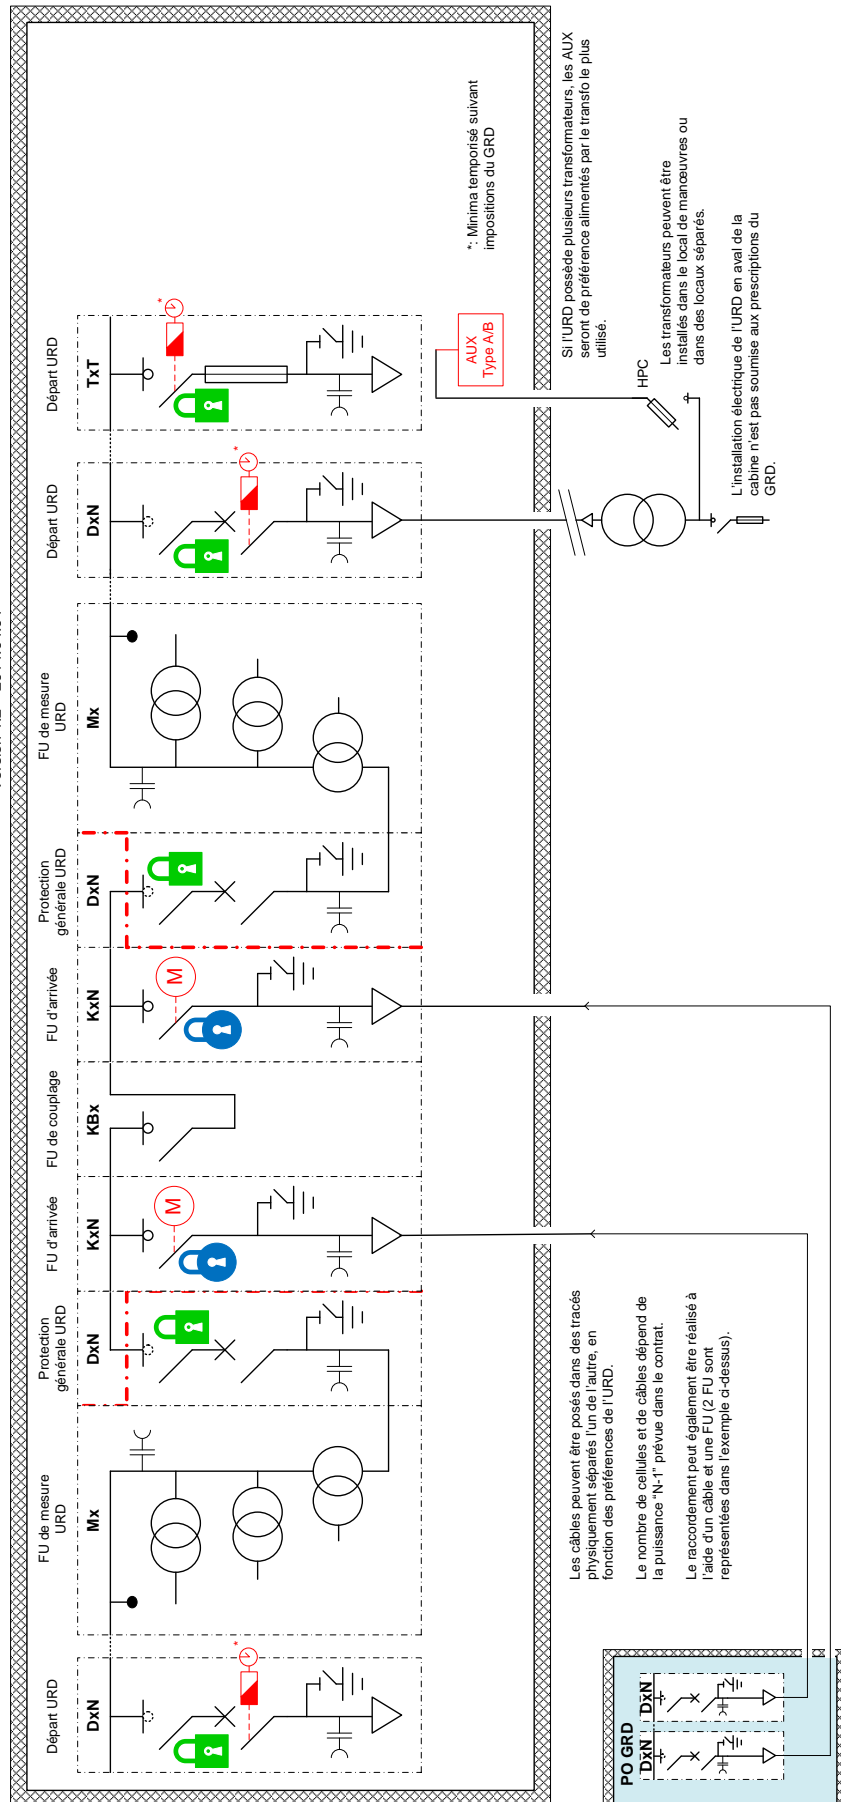 Départ URD
DxN
*
FU de mesure
URD
Mx
Protection
générale URD
DxN
FU d'arrivée
KxN
M
FU de couplage
KBx
FU d'arrivée
KxN
M
Protection
générale URD
DxN
FU de mesure
URD
Mx
Départ URD
DxN
*
Départ URD
TxT
*
*: Minima temporisé suivant
impositions du GRD
AUX
Type A/B
Si l'URD possède plusieurs transformateurs, les AUX
seront de préférence alimentés par le transfo le plus
utilisé.
HPC
Les transformateurs peuvent être
installés dans le local de manœuvres ou
dans des locaux séparés.
L'installation électrique de l'URD en aval de la
cabine n'est pas soumise aux prescriptions du
GRD.
Les câbles peuvent être posés dans des tracés
physiquement séparés l'un de l'autre, en
fonction des préférences de l'URD.
Le nombre de cellules et de câbles dépend de
la puissance "N-1" prévue dans le contrat.
Le raccordement peut également être réalisé à
l'aide d'un câble et une FU (2 FU sont
représentées dans l'exemple ci-dessus).
PO GRD
DxN
DxN